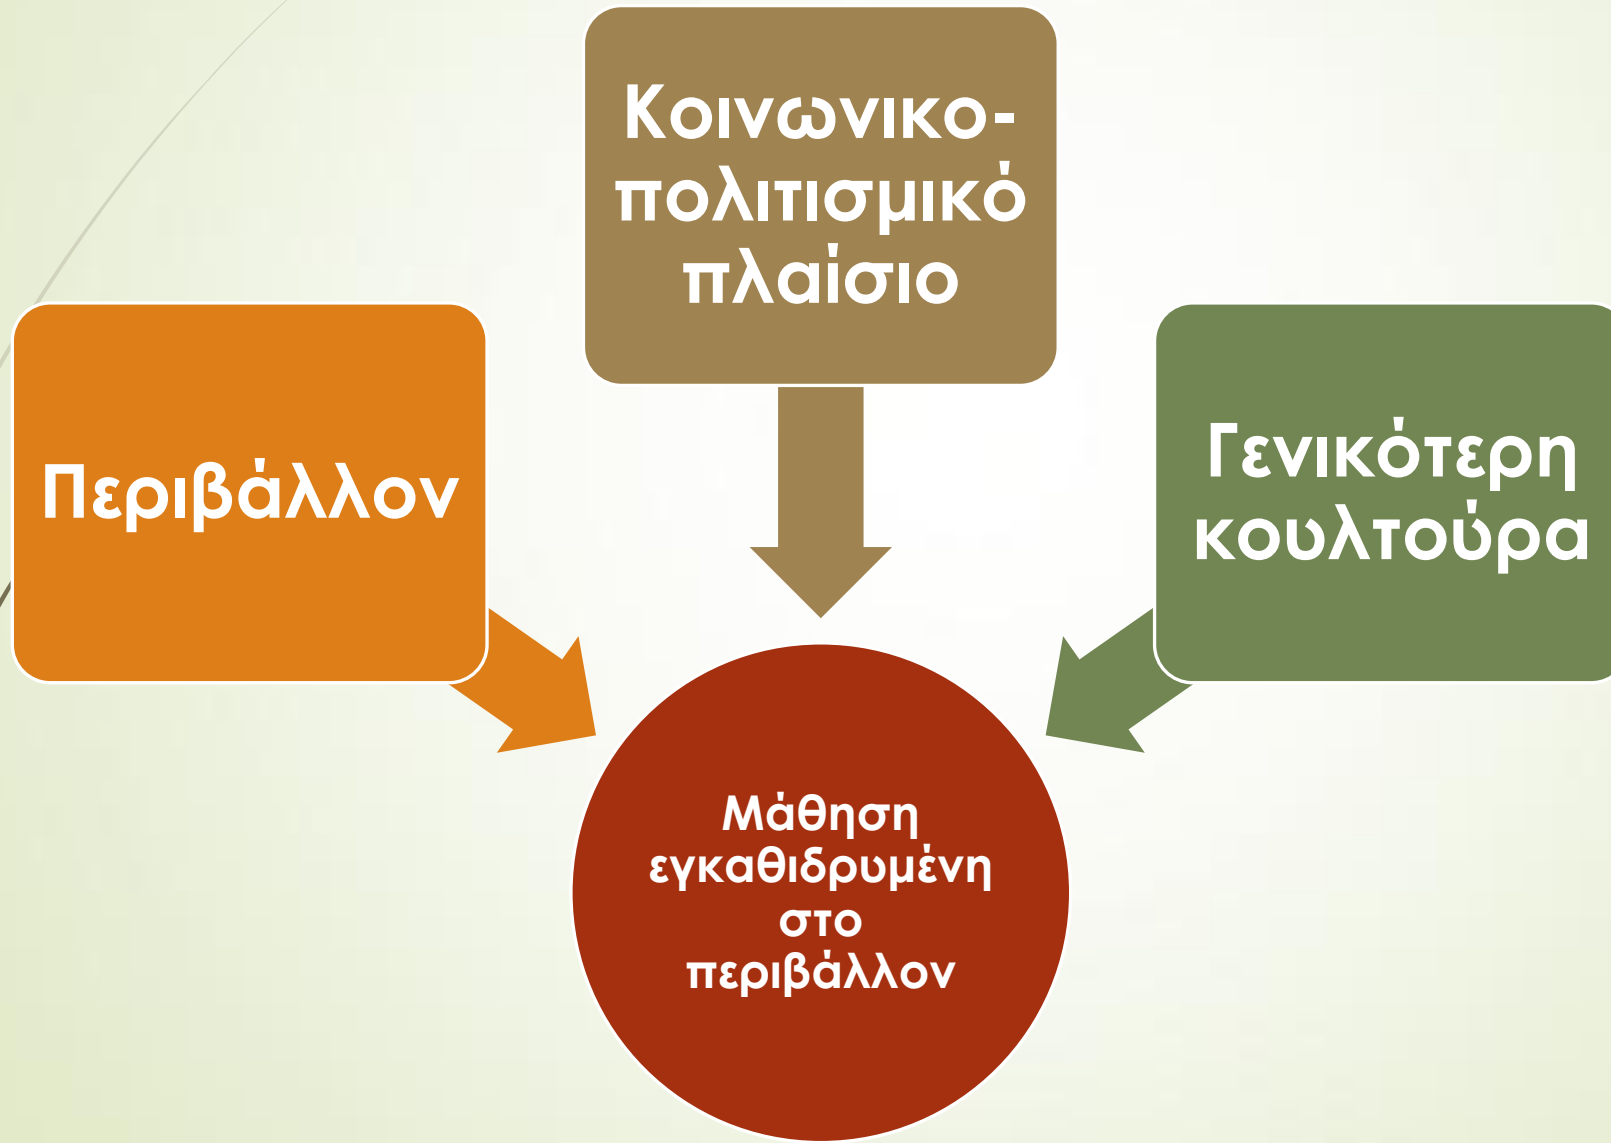 Κοινωνικο-
πολιτισμικό
πλαίσιο
Περιβάλλον
Γενικότερη
κουλτούρα
Μάθηση
εγκαθιδρυμένη
στο
περιβάλλον